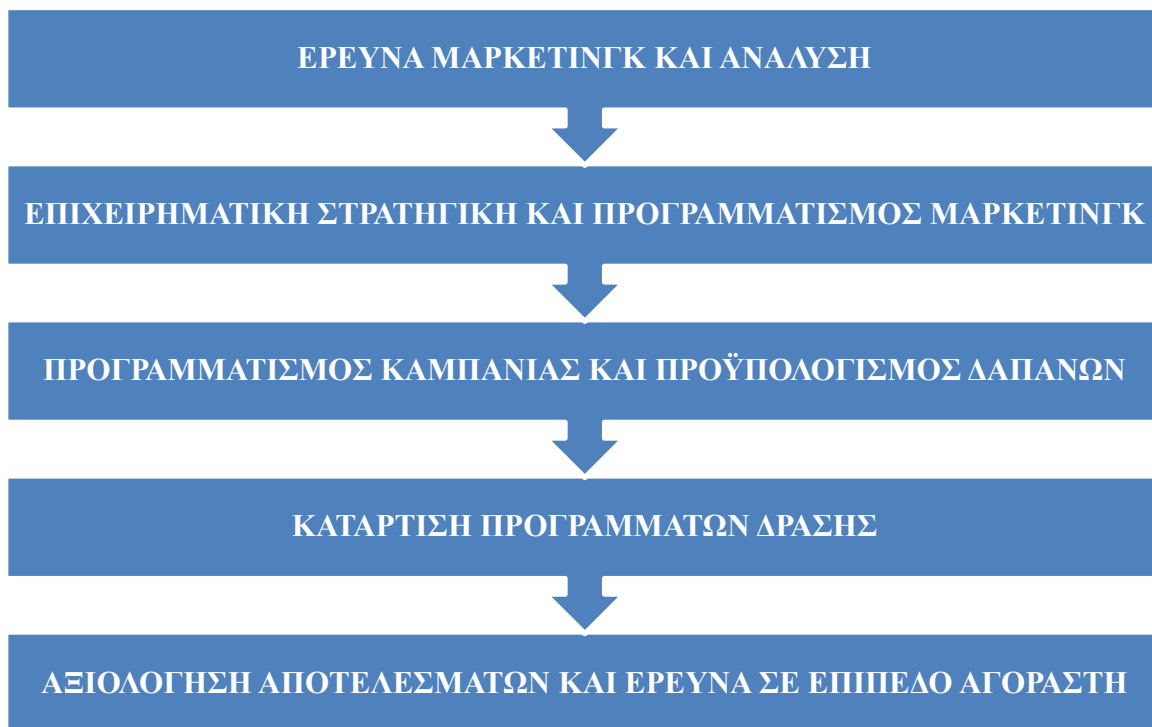 ΕΡΕΥΝΑ ΜΑΡΚΕΤΙΝΓΚ ΚΑΙ ΑΝΑΛΥΣΗ
ΕΠΙΧΕΙΡΗΜΑΤΙΚΗ ΣΤΡΑΤΗΓΙΚΗ ΚΑΙ ΠΡΟΓΡΑΜΜΑΤΙΣΜΟΣ ΜΑΡΚΕΤΙΝΓΚ
ΠΡΟΓΡΑΜΜΑΤΙΣΜΟΣ ΚΑΜΠΑΝΙΑΣ ΚΑΙ ΠΡΟΫΠΟΛΟΓΙΣΜΟΣ ΔΑΠΑΝΩΝ
ΚΑΤΑΡΤΙΣΗ ΠΡΟΓΡΑΜΜΑΤΩΝ ΔΡΑΣΗΣ
ΑΞΙΟΛΟΓΗΣΗ ΑΠΟΤΕΛΕΣΜΑΤΩΝ ΚΑΙ ΕΡΕΥΝΑ ΣΕ ΕΠΙΠΕΔΟ ΑΓΟΡΑΣΤΗ